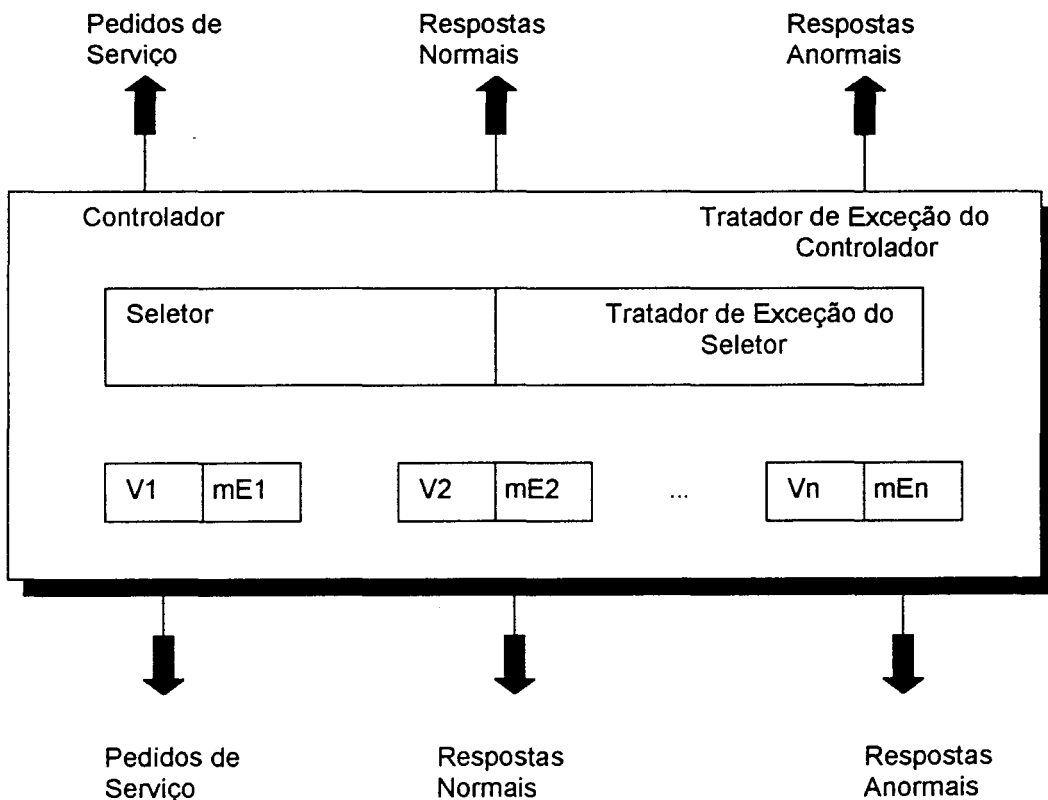 Pedidos de
Serviço
Respostas
Normais
Respostas
Anormais
Controlador
Tratador de Exceção do
Controlador
Seletor
Tratador de Exceção do
Seletor
V1
mE1
V2
mE2
...
Vn
mEn
Pedidos de
Serviço
Respostas
Normais
Respostas
Anormais